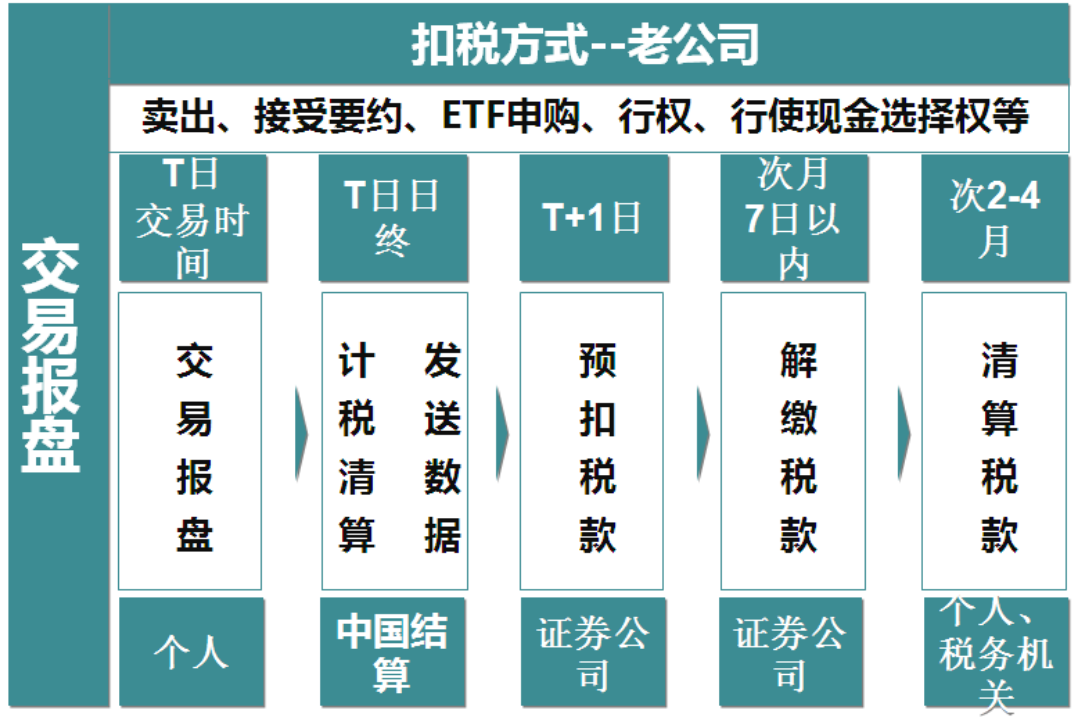 扣税方式--老公司
卖出、接受要约、ETF申购、行权、行使现金选择权等
交易报盘
T日
交易时
间
T日日
终
T+1日
次月
7日以
内
次2-4
月
交易报盘
计税清算
发送数据
预扣税款
解缴税款
清算税款
个人
中国结
算
证券公
司
证券公
司
个人、
税务机
关